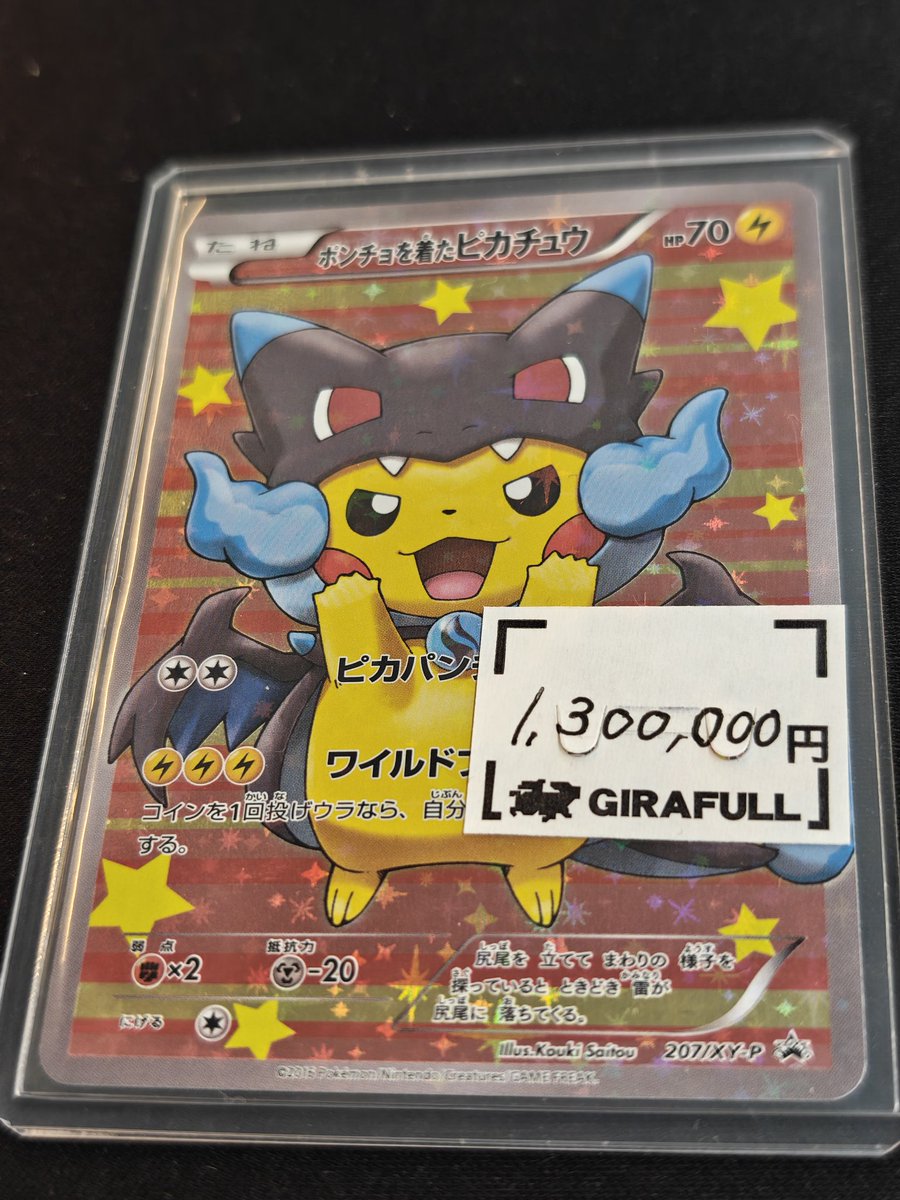 たね ポンチョを着たピカチュウ HP70
ピカパンチ
1,300,000円
GIRAFULL
ワイルドフ
コインを1回投げウラなら、自分
する。
弱点 抵抗力
×2 -20
にげる
尻尾を 立てて まわりの 様子を
探っていると ときどき 雷が
尻尾に 落ちてくる。
Illus.Kouki Saitou 207/XY-P
©2015 Pokémon/Nintendo/Creatures/GAME FREAK.